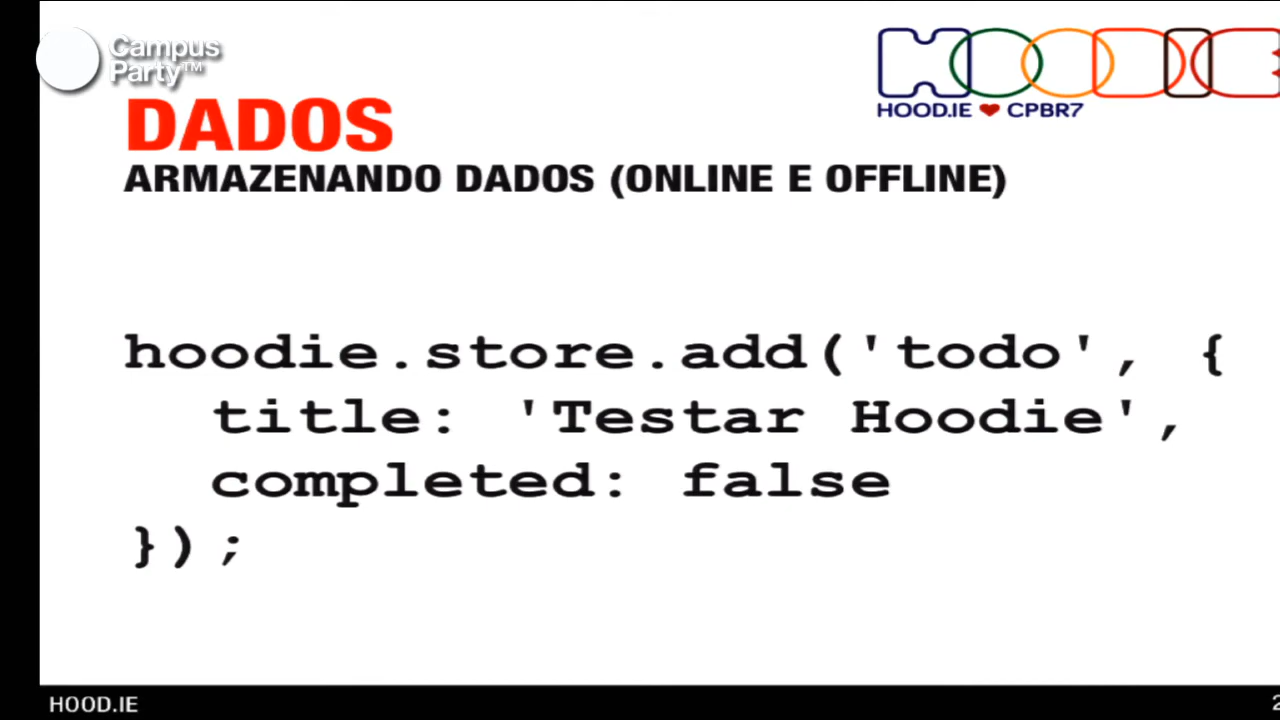 Campus
Party™
HOODIE
HOOD.IE ❤ CPBR7
DADOS
ARMAZENANDO DADOS (ONLINE E OFFLINE)
hoodie.store.add('todo', {
  title: 'Testar Hoodie',
  completed: false
});
HOOD.IE